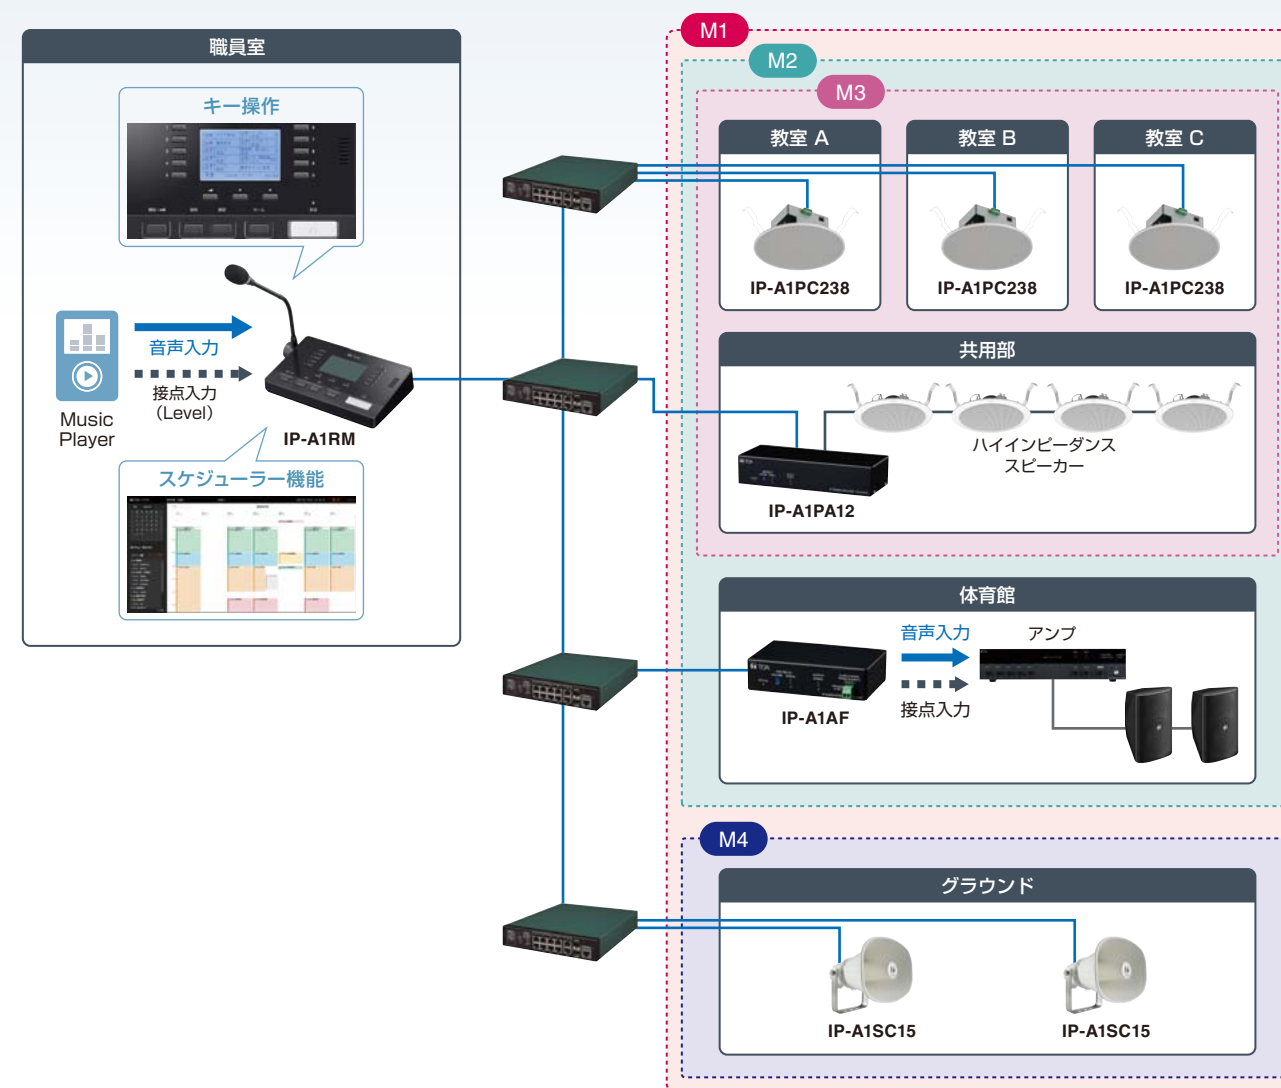 職員室
キー操作
音声入力
接点入力
（Level）
Music
Player
IP-A1RM
スケジューラー機能
M1
M2
M3
教室 A
教室 B
教室 C
IP-A1PC238
IP-A1PC238
IP-A1PC238
共用部
ハイインピーダンス
スピーカー
IP-A1PA12
体育館
音声入力
アンプ
接点入力
TOA
IP-A1AF
M4
グラウンド
IP-A1SC15
IP-A1SC15